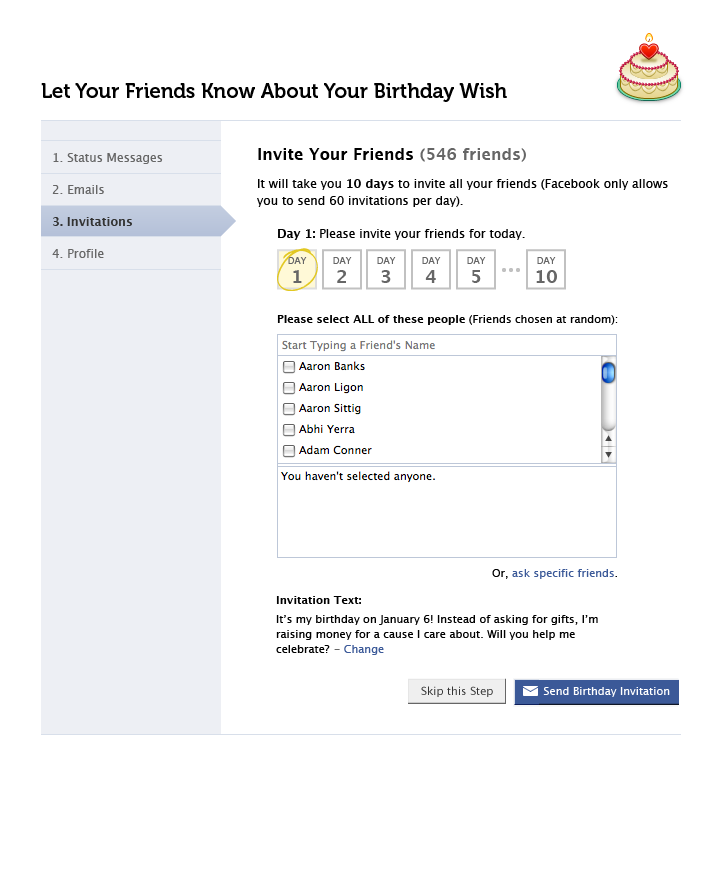 Let Your Friends Know About Your Birthday Wish
1. Status Messages
2. Emails
3. Invitations
4. Profile
Invite Your Friends (546 friends)
It will take you 10 days to invite all your friends (Facebook only allows
you to send 60 invitations per day).
Day 1: Please invite your friends for today.
DAY 1 DAY 2 DAY 3 DAY 4 DAY 5 ••• DAY 10
Please select ALL of these people (Friends chosen at random):
Start Typing a Friend's Name
Aaron Banks
Aaron Ligon
Aaron Sittig
Abhi Yerra
Adam Conner
You haven't selected anyone.
Or, ask specific friends.
Invitation Text:
It's my birthday on January 6! Instead of asking for gifts, I'm
raising money for a cause I care about. Will you help me
celebrate? – Change
Skip this Step
Send Birthday Invitation